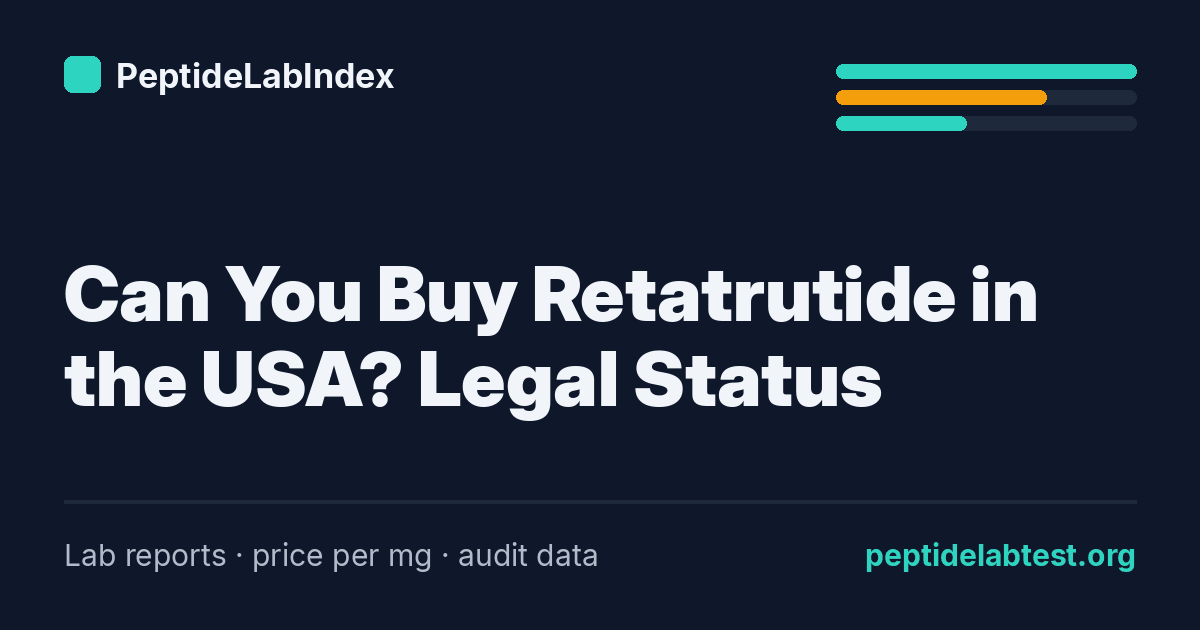 PeptideLabIndex
Can You Buy Retatrutide in
the USA? Legal Status
Lab reports · price per mg · audit data
peptidelabtest.org